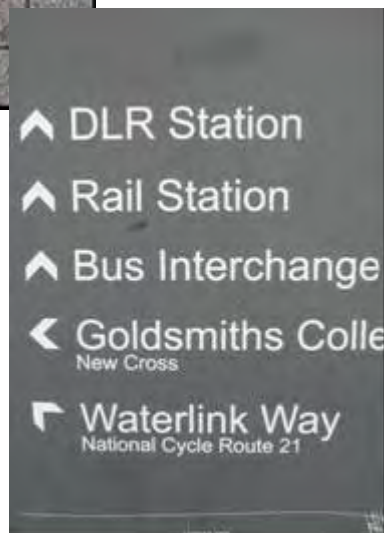 DLR Station
Rail Station
Bus Interchange
Goldsmiths Colle
New Cross
Waterlink Way
National Cycle Route 21